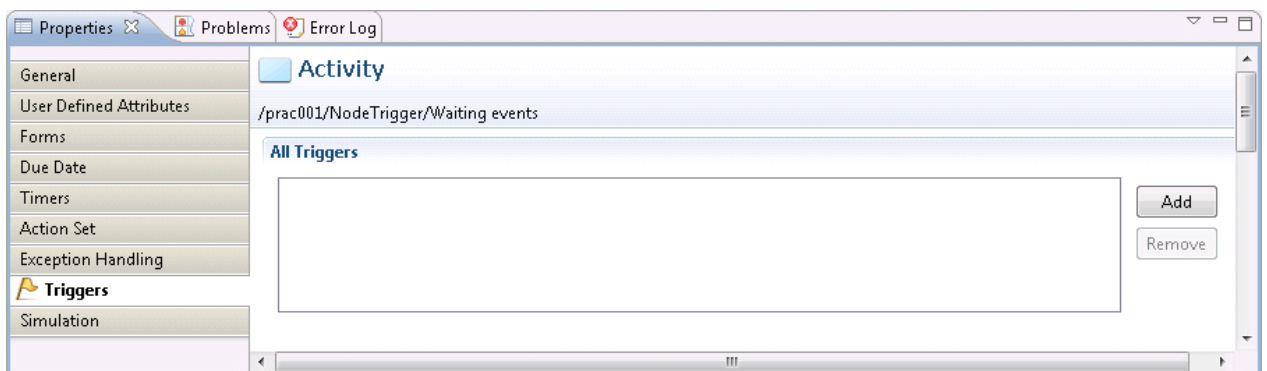 Properties
Problems
Error Log
General
User Defined Attributes
Forms
Due Date
Timers
Action Set
Exception Handling
Triggers
Simulation
Activity
/prac001/NodeTrigger/Waiting events
All Triggers
Add
Remove